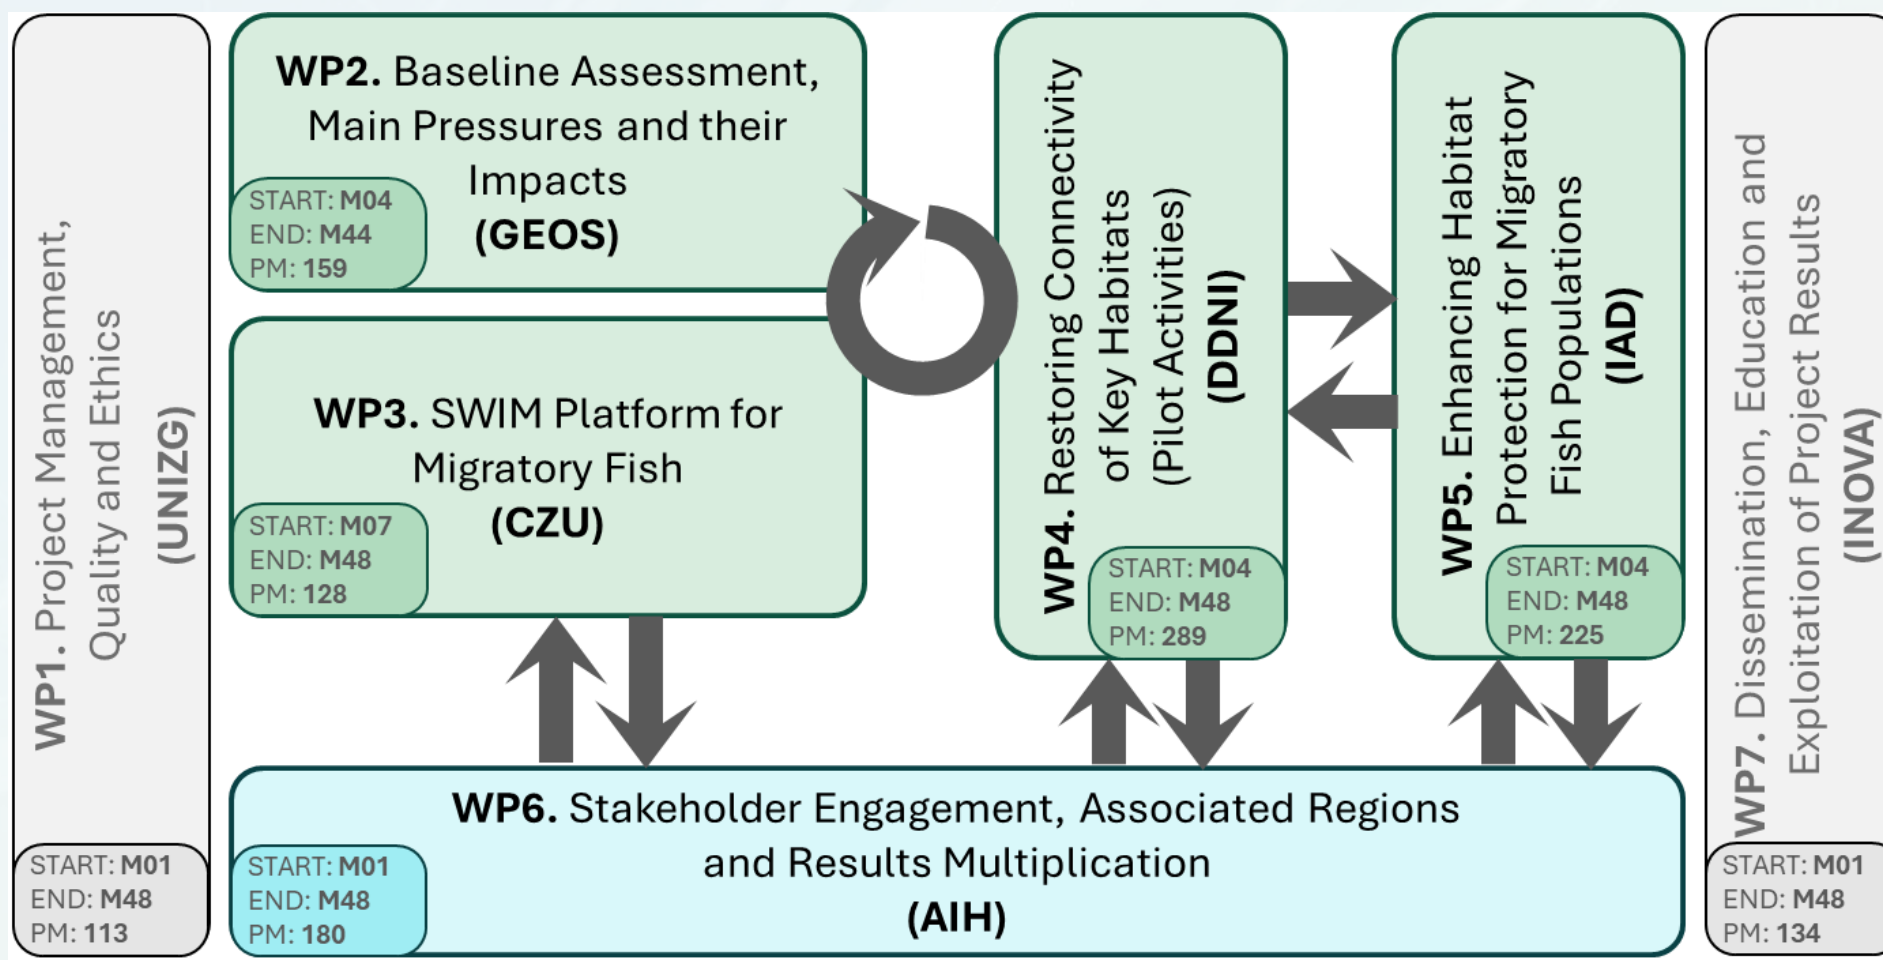 WP1. Project Management,
Quality and Ethics
(UNIZG)
START: M01
END: M48
PM: 113
WP2. Baseline Assessment,
Main Pressures and their
Impacts
(GEOS)
START: M04
END: M44
PM: 159
WP3. SWIM Platform for
Migratory Fish
(CZU)
START: M07
END: M48
PM: 128
WP4. Restoring Connectivity
of Key Habitats
(Pilot Activities)
(DDNI)
START: M04
END: M48
PM: 289
WP5. Enhancing Habitat
Protection for Migratory
Fish Populations
(IAD)
START: M04
END: M48
PM: 225
WP6. Stakeholder Engagement, Associated Regions
and Results Multiplication
(AIH)
START: M01
END: M48
PM: 180
WP7. Dissemination, Education and
Exploitation of Project Results
(INOVA)
START: M01
END: M48
PM: 134